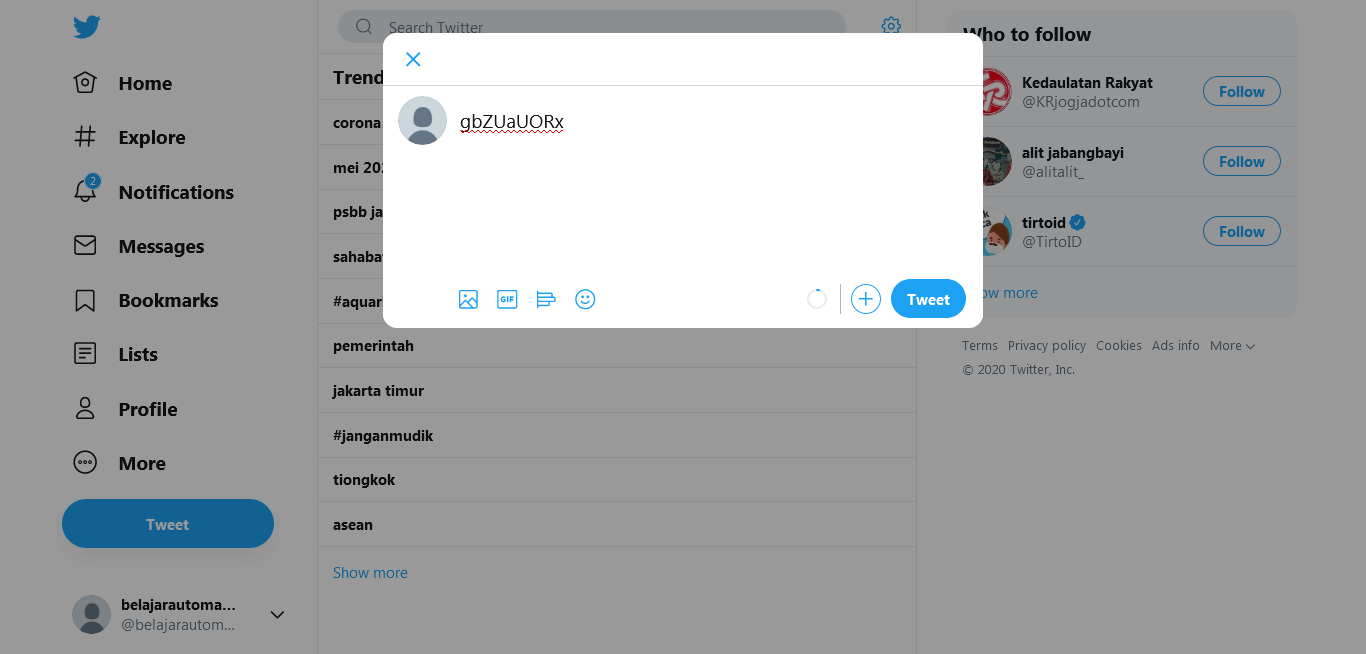 Home
Explore
2
Notifications
Messages
Bookmarks
Lists
Profile
More
Tweet
belajarautoma...
@belajarautom...
Search Twitter
Trend
corona
mei 202
psbb ja
sahaba
#aquar
pemerintah
jakarta timur
#janganmudik
tiongkok
asean
Show more
gbZUaUORx
GIF
Tweet
Who to follow
Kedaulatan Rakyat
@KRjogjadotcom
Follow
alit jabangbayi
@alitalit_
Follow
tirtoid
@TirtoID
Follow
ow more
Terms Privacy policy Cookies Ads info More
© 2020 Twitter, Inc.